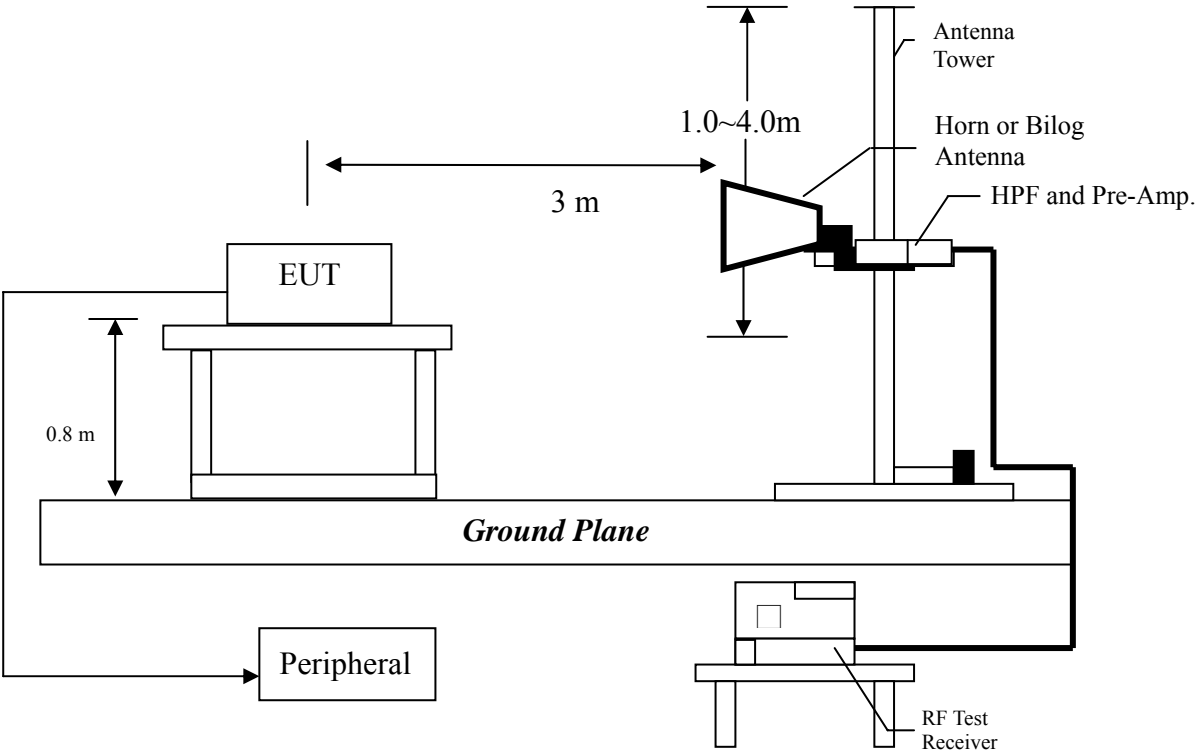 Antenna
Tower
1.0~4.0m
Horn or Bilog
Antenna
3 m
HPF and Pre-Amp.
EUT
0.8 m
Ground Plane
Peripheral
RF Test
Receiver